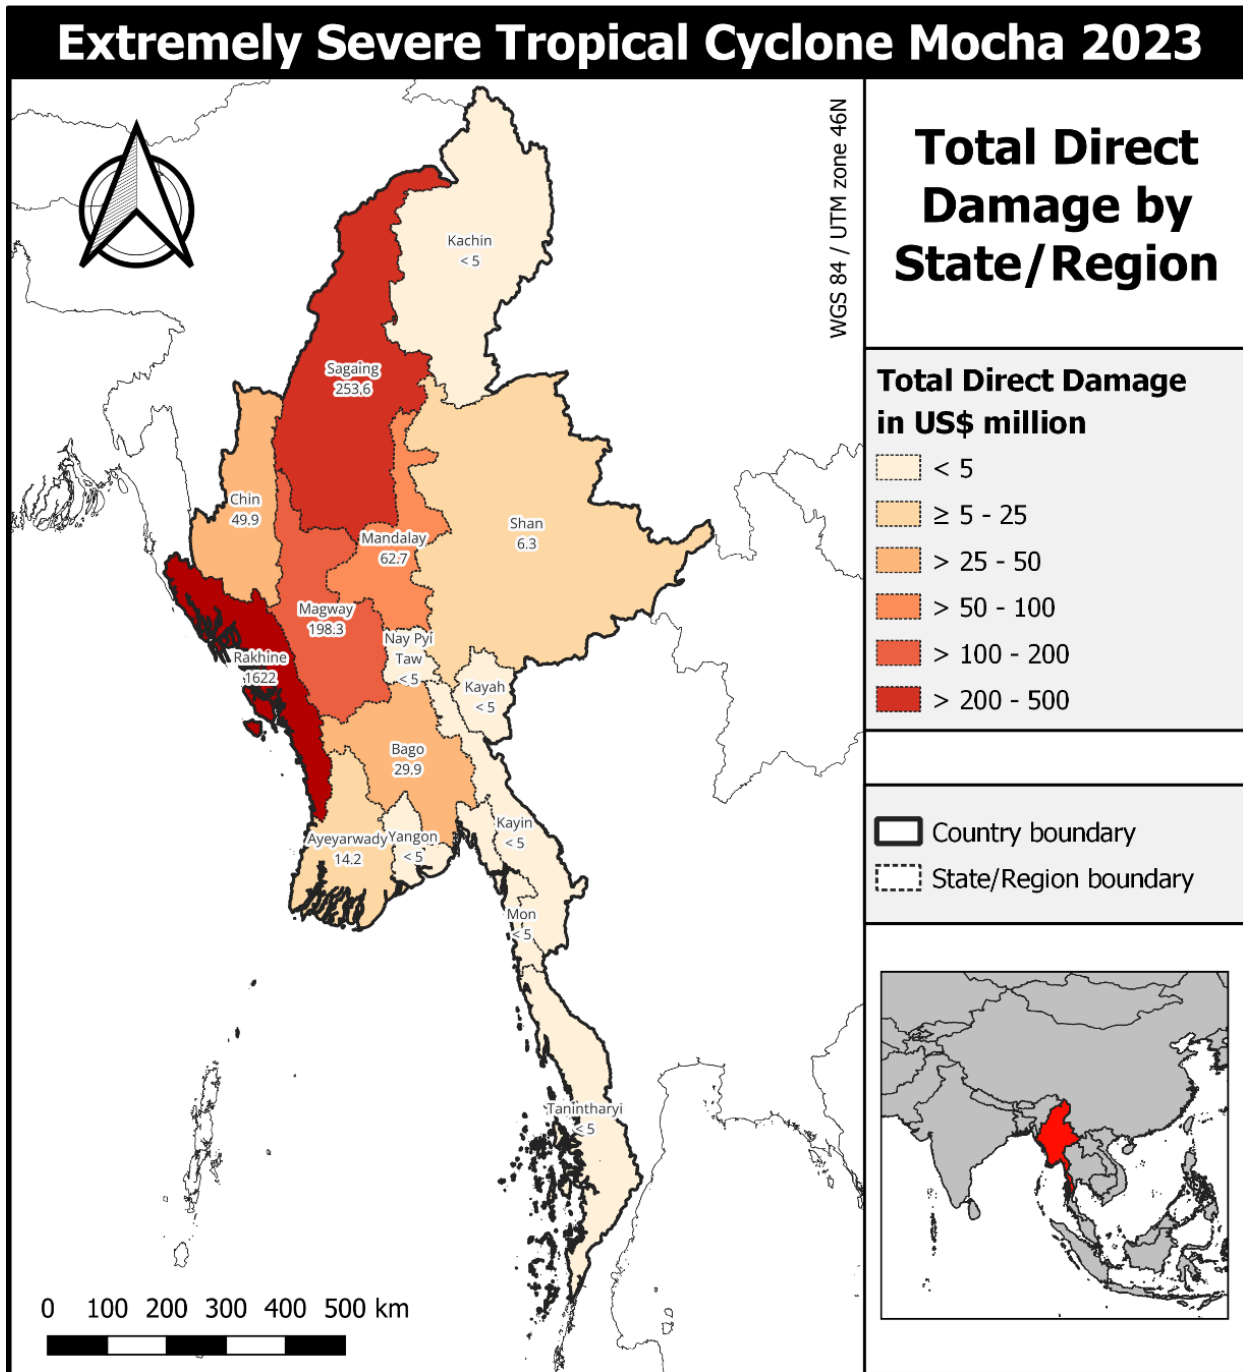 Extremely Severe Tropical Cyclone Mocha 2023
WGS 84 / UTM zone 46N
Kachin
< 5
Sagaing
253.6
Chin
49.9
Shan
6.3
Mandalay
62.7
Magway
198.3
Nay Pyi
Taw
< 5
Rakhine
1622
Kayah
< 5
Bago
29.9
Ayeyarwady
14.2
Yangon
< 5
Kayin
< 5
Mon
< 5
Tanintharyi
< 5
0 100 200 300 400 500 km
Total Direct
Damage by
State/Region
Total Direct Damage
in US$ million
< 5
≥ 5 - 25
> 25 - 50
> 50 - 100
> 100 - 200
> 200 - 500
Country boundary
State/Region boundary